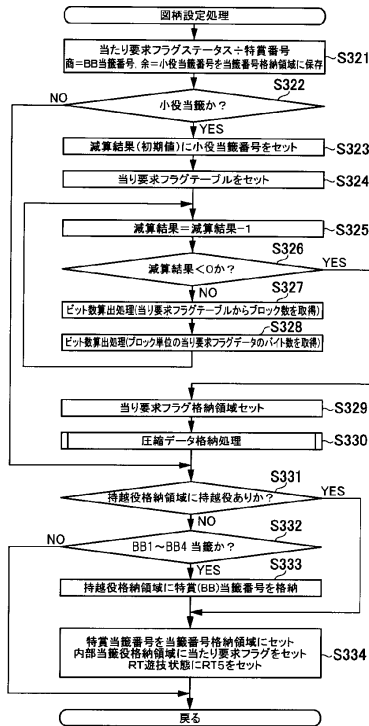 図柄設定処理
当たり要求フラグステータス÷特賞番号
商=BB当籤番号、余=小役当籤番号を当籤番号格納領域に保存
S321
S322
NO
小役当籤か?
YES
減算結果(初期値)に小役当籤番号をセット
S323
当り要求フラグテーブルをセット
S324
減算結果=減算結果-1
S325
S326
減算結果<0か?
YES
NO
S327
ビット数算出処理(当り要求フラグテーブルからブロック数を取得)
S328
ビット数算出処理(ブロック単位の当り要求フラグデータのバイト数を取得)
当り要求フラグ格納領域セット
S329
圧縮データ格納処理
S330
S331
持越役格納領域に持越役ありか?
YES
NO
S332
NO
BB1~BB4 当籤か?
YES
S333
持越役格納領域に特賞(BB)当籤番号を格納
特賞当籤番号を当籤番号格納領域にセット
内部当籤役格納領域に当たり要求フラグをセット
RT遊技状態にRT5をセット
S334
戻る